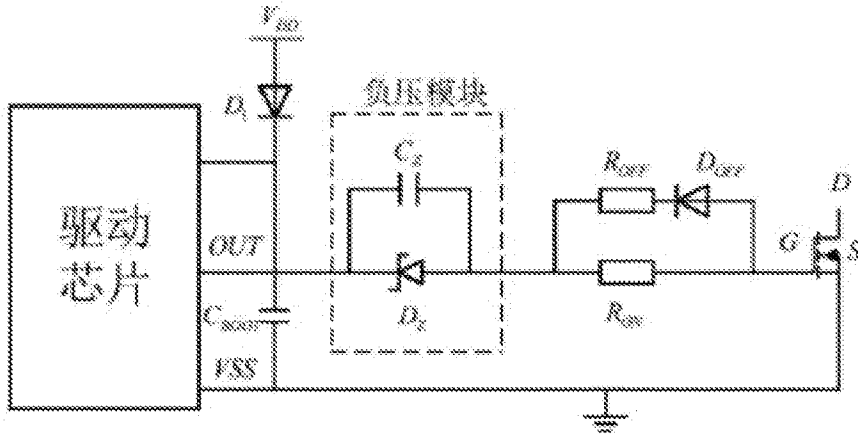 V_DD
负压模块
D_1
C_Z
R_OFF
D_OFF
D
驱动
芯片
OUT
G
S
C_BOOT
D_Z
R_ON
VSS